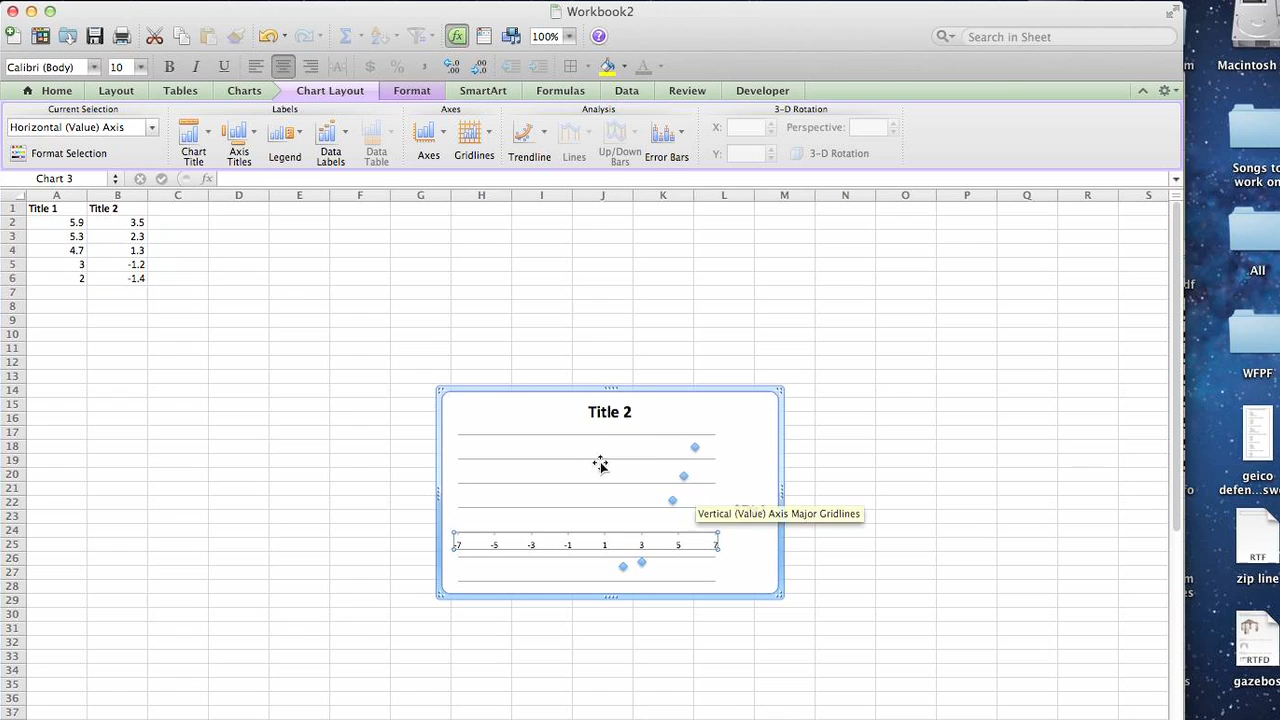 Workbook2
100%
Search in Sheet
Calibri (Body) 10 B I U
Home Layout Tables Charts Chart Layout Format SmartArt Formulas Data Review Developer
Current Selection Labels Axes Analysis 3-D Rotation
Horizontal (Value) Axis
Format Selection
Chart Title Axis Titles Legend Data Labels Data Table Axes Gridlines Trendline Lines Up/Down Bars Error Bars
X: Perspective:
Y: 3-D Rotation
Chart 3 fx
A B C D E F G H I J K L M N O P Q R S
1 Title 1 Title 2
2 5.9 3.5
3 5.3 2.3
4 4.7 1.3
5 3 -1.2
6 2 -1.4
7
8
9
10
11
12
13
14
15
16
17
18
19
20
21
22
23
24
25
26
27
28
29
30
31
32
33
34
35
36
37
Title 2
Vertical (Value) Axis Major Gridlines
-7 -5 -3 -1 1 3 5 7
Macintosh
Songs to
work on
All
df
WFPF
geico
defen...sw
RTF
zip line
RTFD
gazebos